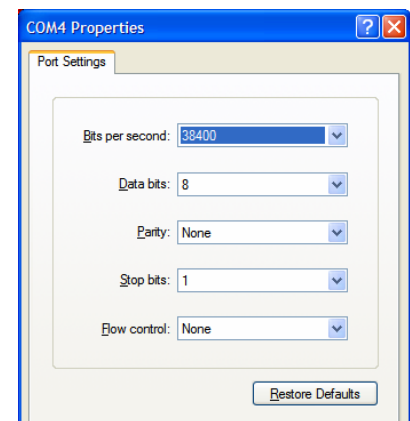 COM4 Properties
Port Settings
Bits per second: 38400
Data bits: 8
Parity: None
Stop bits: 1
Flow control: None
Restore Defaults